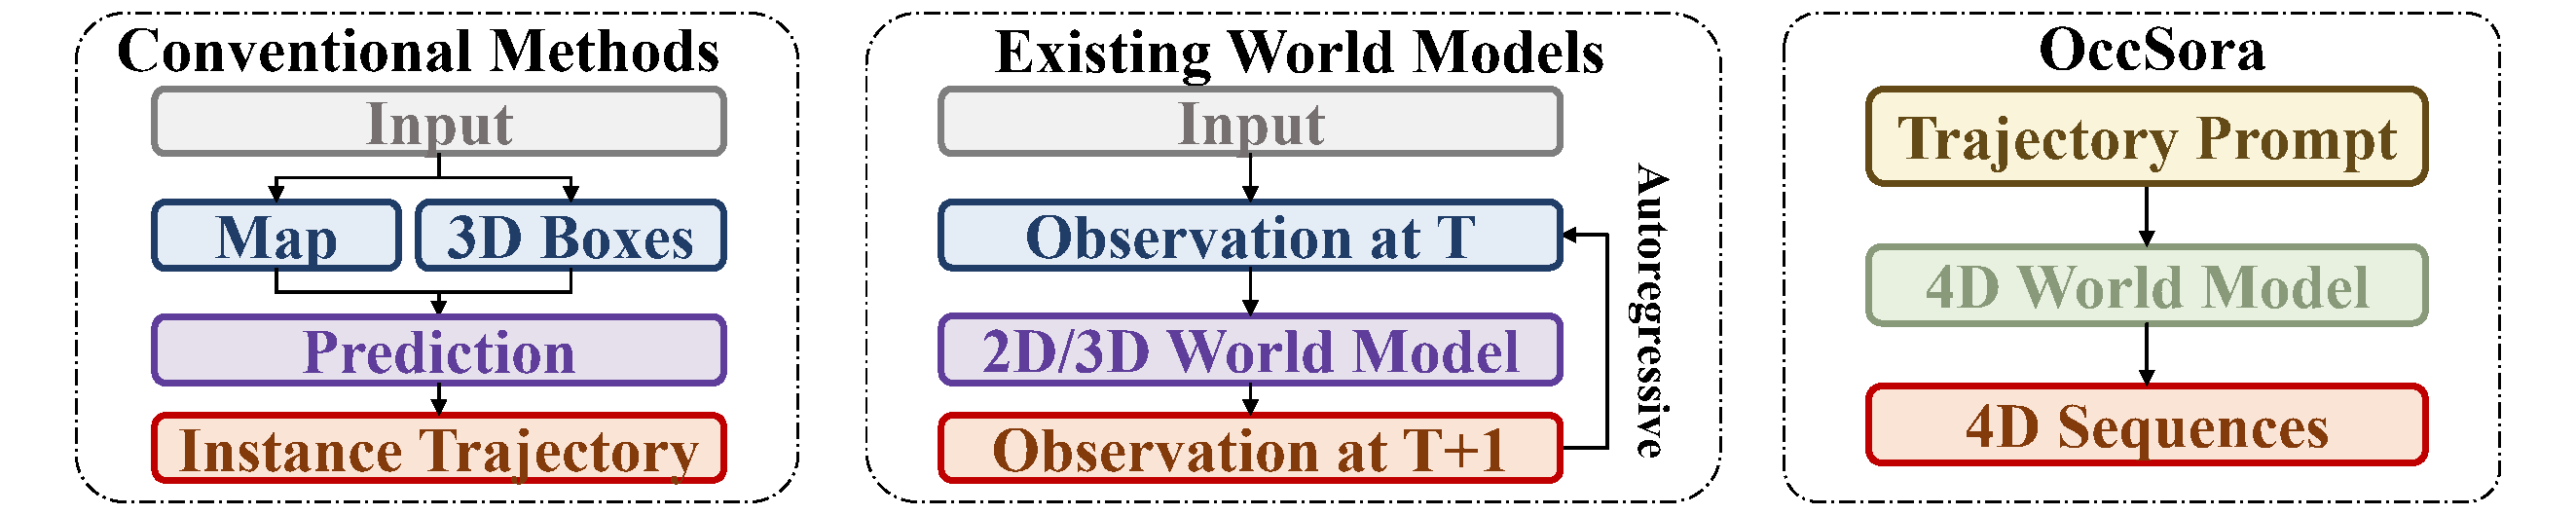 Conventional Methods
Input
Map
3D Boxes
Prediction
Instance Trajectory
Existing World Models
Input
Observation at T
2D/3D World Model
Observation at T+1
Autoregressive
OccSora
Trajectory Prompt
4D World Model
4D Sequences